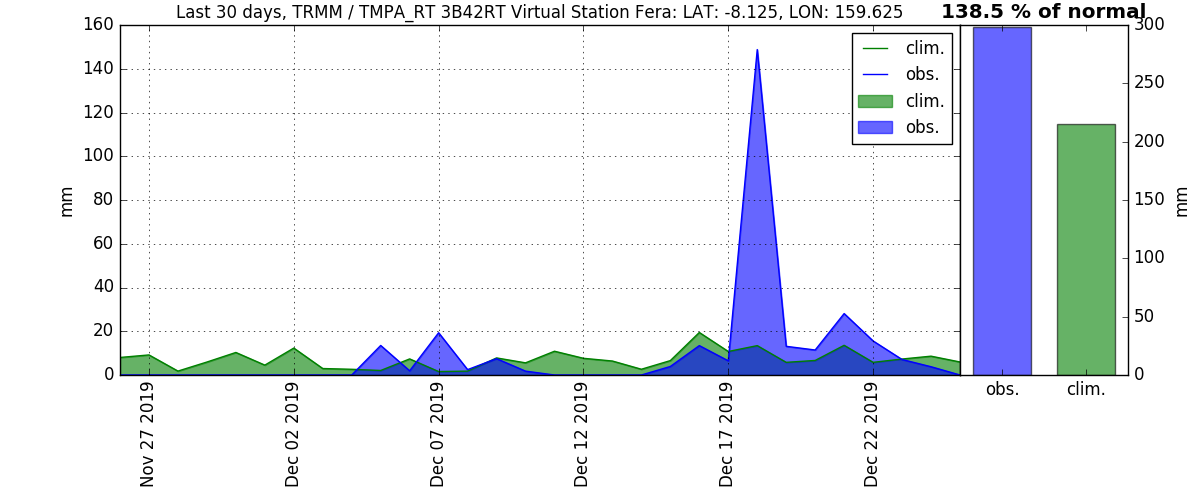 Last 30 days, TRMM / TMPA_RT 3B42RT Virtual Station Fera: LAT: -8.125, LON: 159.625
138.5 % of normal
160
140
120
100
80
60
40
20
0
mm
clim.
obs.
clim.
obs.
300
250
200
150
100
50
0
mm
Nov 27 2019
Dec 02 2019
Dec 07 2019
Dec 12 2019
Dec 17 2019
Dec 22 2019
obs.
clim.